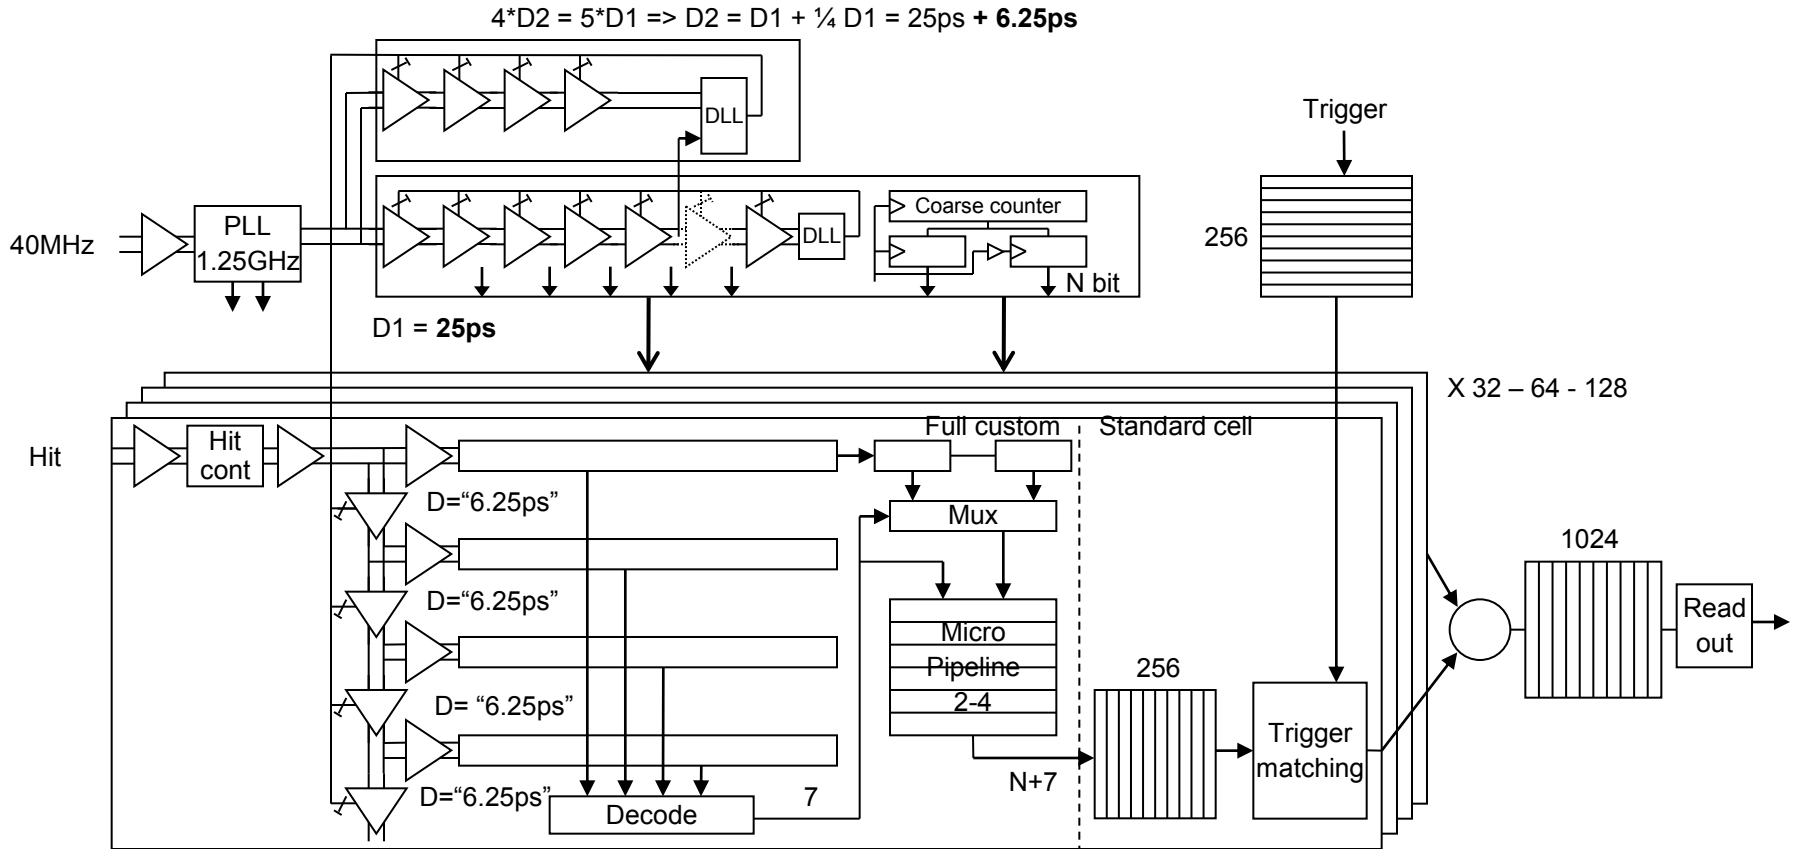 4*D2 = 5*D1 => D2 = D1 + ¼ D1 = 25ps + 6.25ps
DLL
Trigger
40MHz
PLL
1.25GHz
DLL
Coarse counter
N bit
256
D1 = 25ps
X 32 – 64 - 128
Hit
Hit
cont
Full custom
Standard cell
D=“6.25ps”
Mux
D=“6.25ps”
Micro
Pipeline
2-4
D= “6.25ps”
D=“6.25ps”
Decode
7
N+7
256
Trigger
matching
1024
Read
out